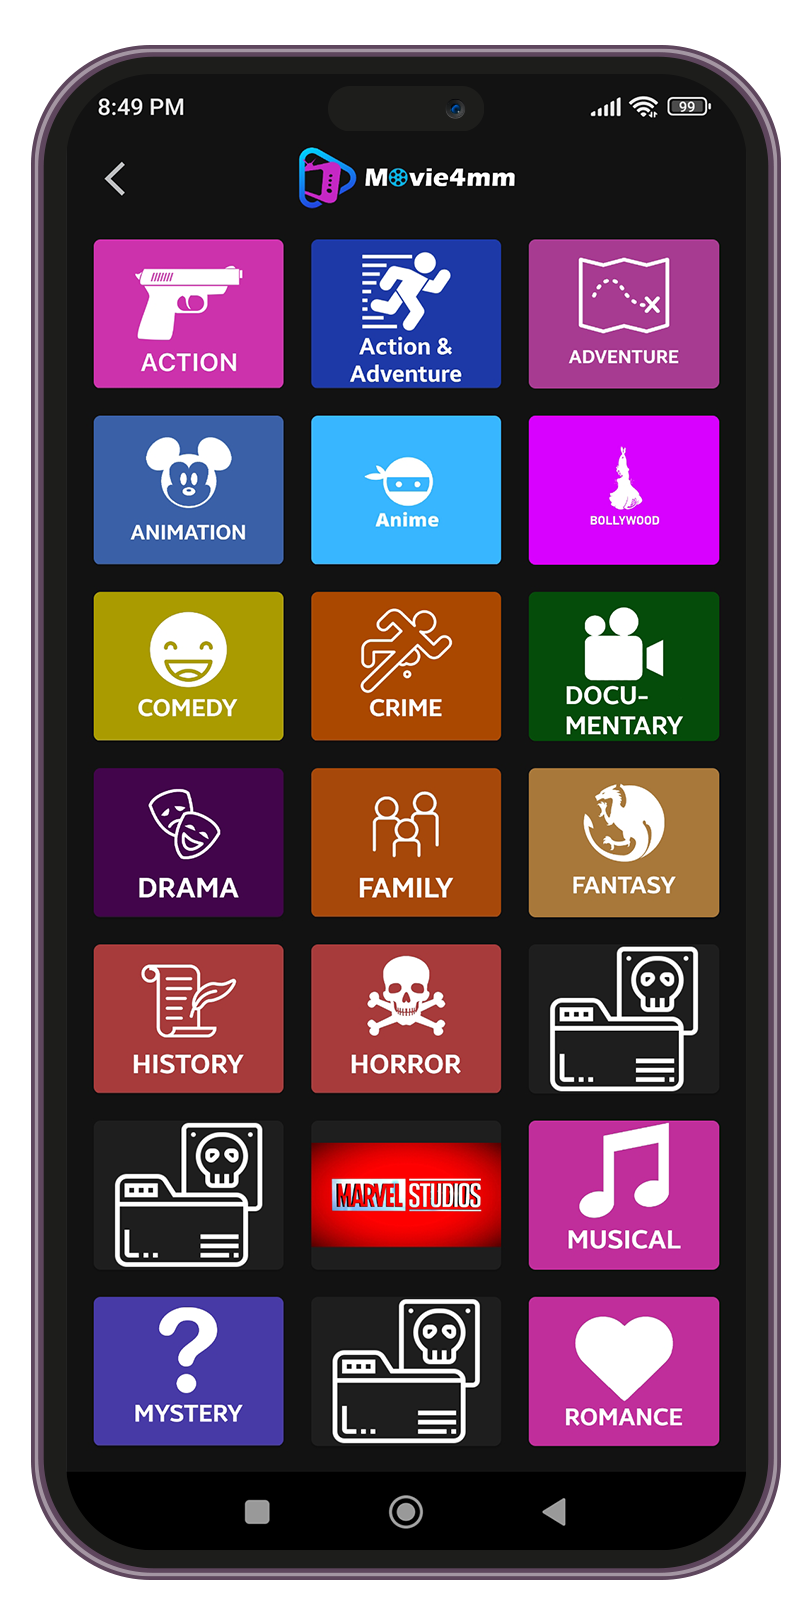 8:49 PM
99
Movie4mm
ACTION
Action &
Adventure
ADVENTURE
ANIMATION
Anime
BOLLYWOOD
COMEDY
CRIME
DOCU-
MENTARY
DRAMA
FAMILY
FANTASY
HISTORY
HORROR
L..
L..
MARVEL STUDIOS
MUSICAL
MYSTERY
L..
ROMANCE